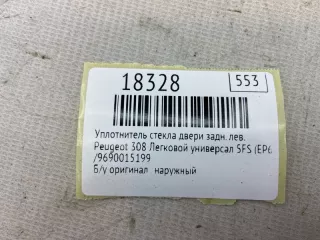 18328
553
Уплотнитель стекла двери задн. лев.
Peugeot 308 Легковой универсал 5FS (EP6
/9690015199
Б/у оригинал наружный